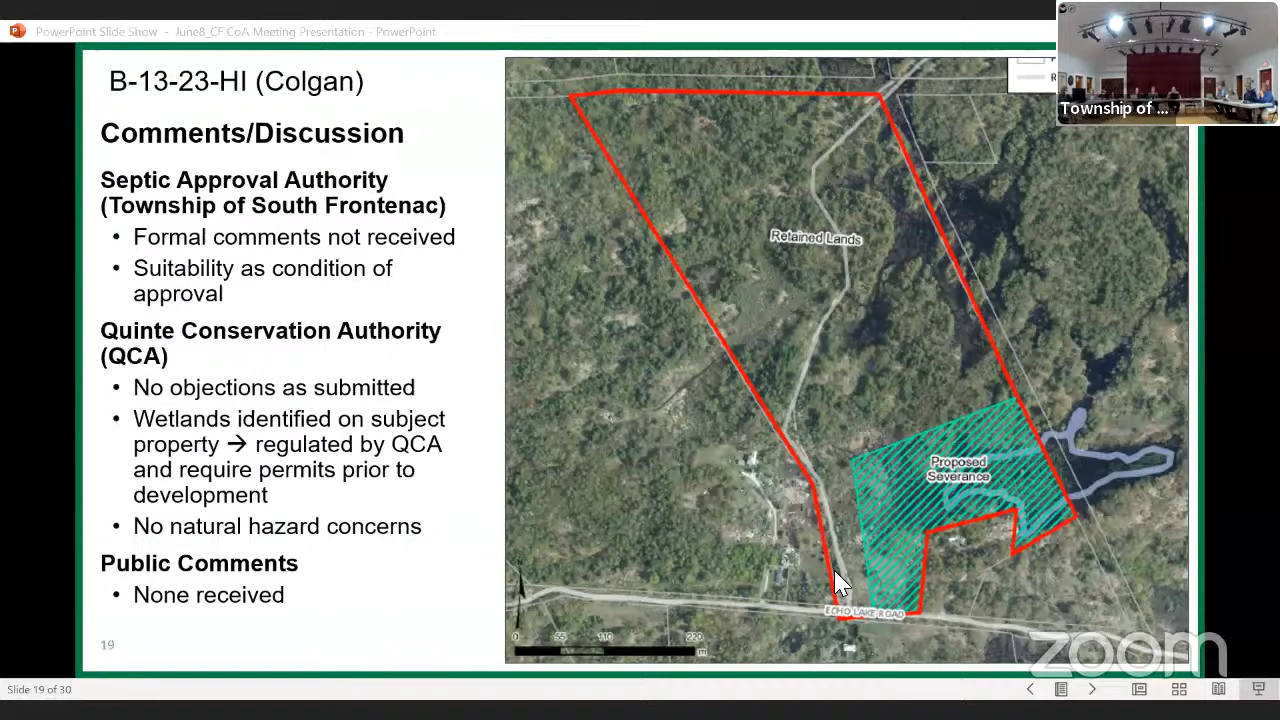 PowerPoint Slide Show - June8_CF CoA Meeting Presentation - PowerPoint
Township of ...
B-13-23-HI (Colgan)
Comments/Discussion
Septic Approval Authority
(Township of South Frontenac)
• Formal comments not received
• Suitability as condition of
approval
Quinte Conservation Authority
(QCA)
• No objections as submitted
• Wetlands identified on subject
property → regulated by QCA
and require permits prior to
development
• No natural hazard concerns
Public Comments
• None received
19
Retained Lands
Proposed
Severance
ECHO LAKE ROAD
0 55 110 220
m
zoom
Slide 19 of 30